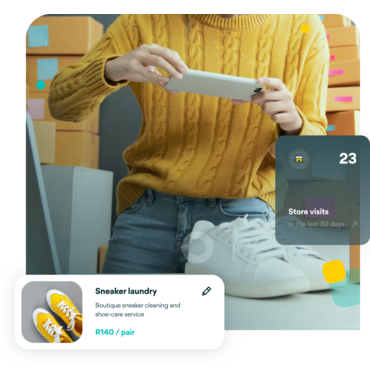 23
Store visits
In the last 30 days
Sneaker laundry
Boutique sneaker cleaning and
shoe-care service
R140 / pair